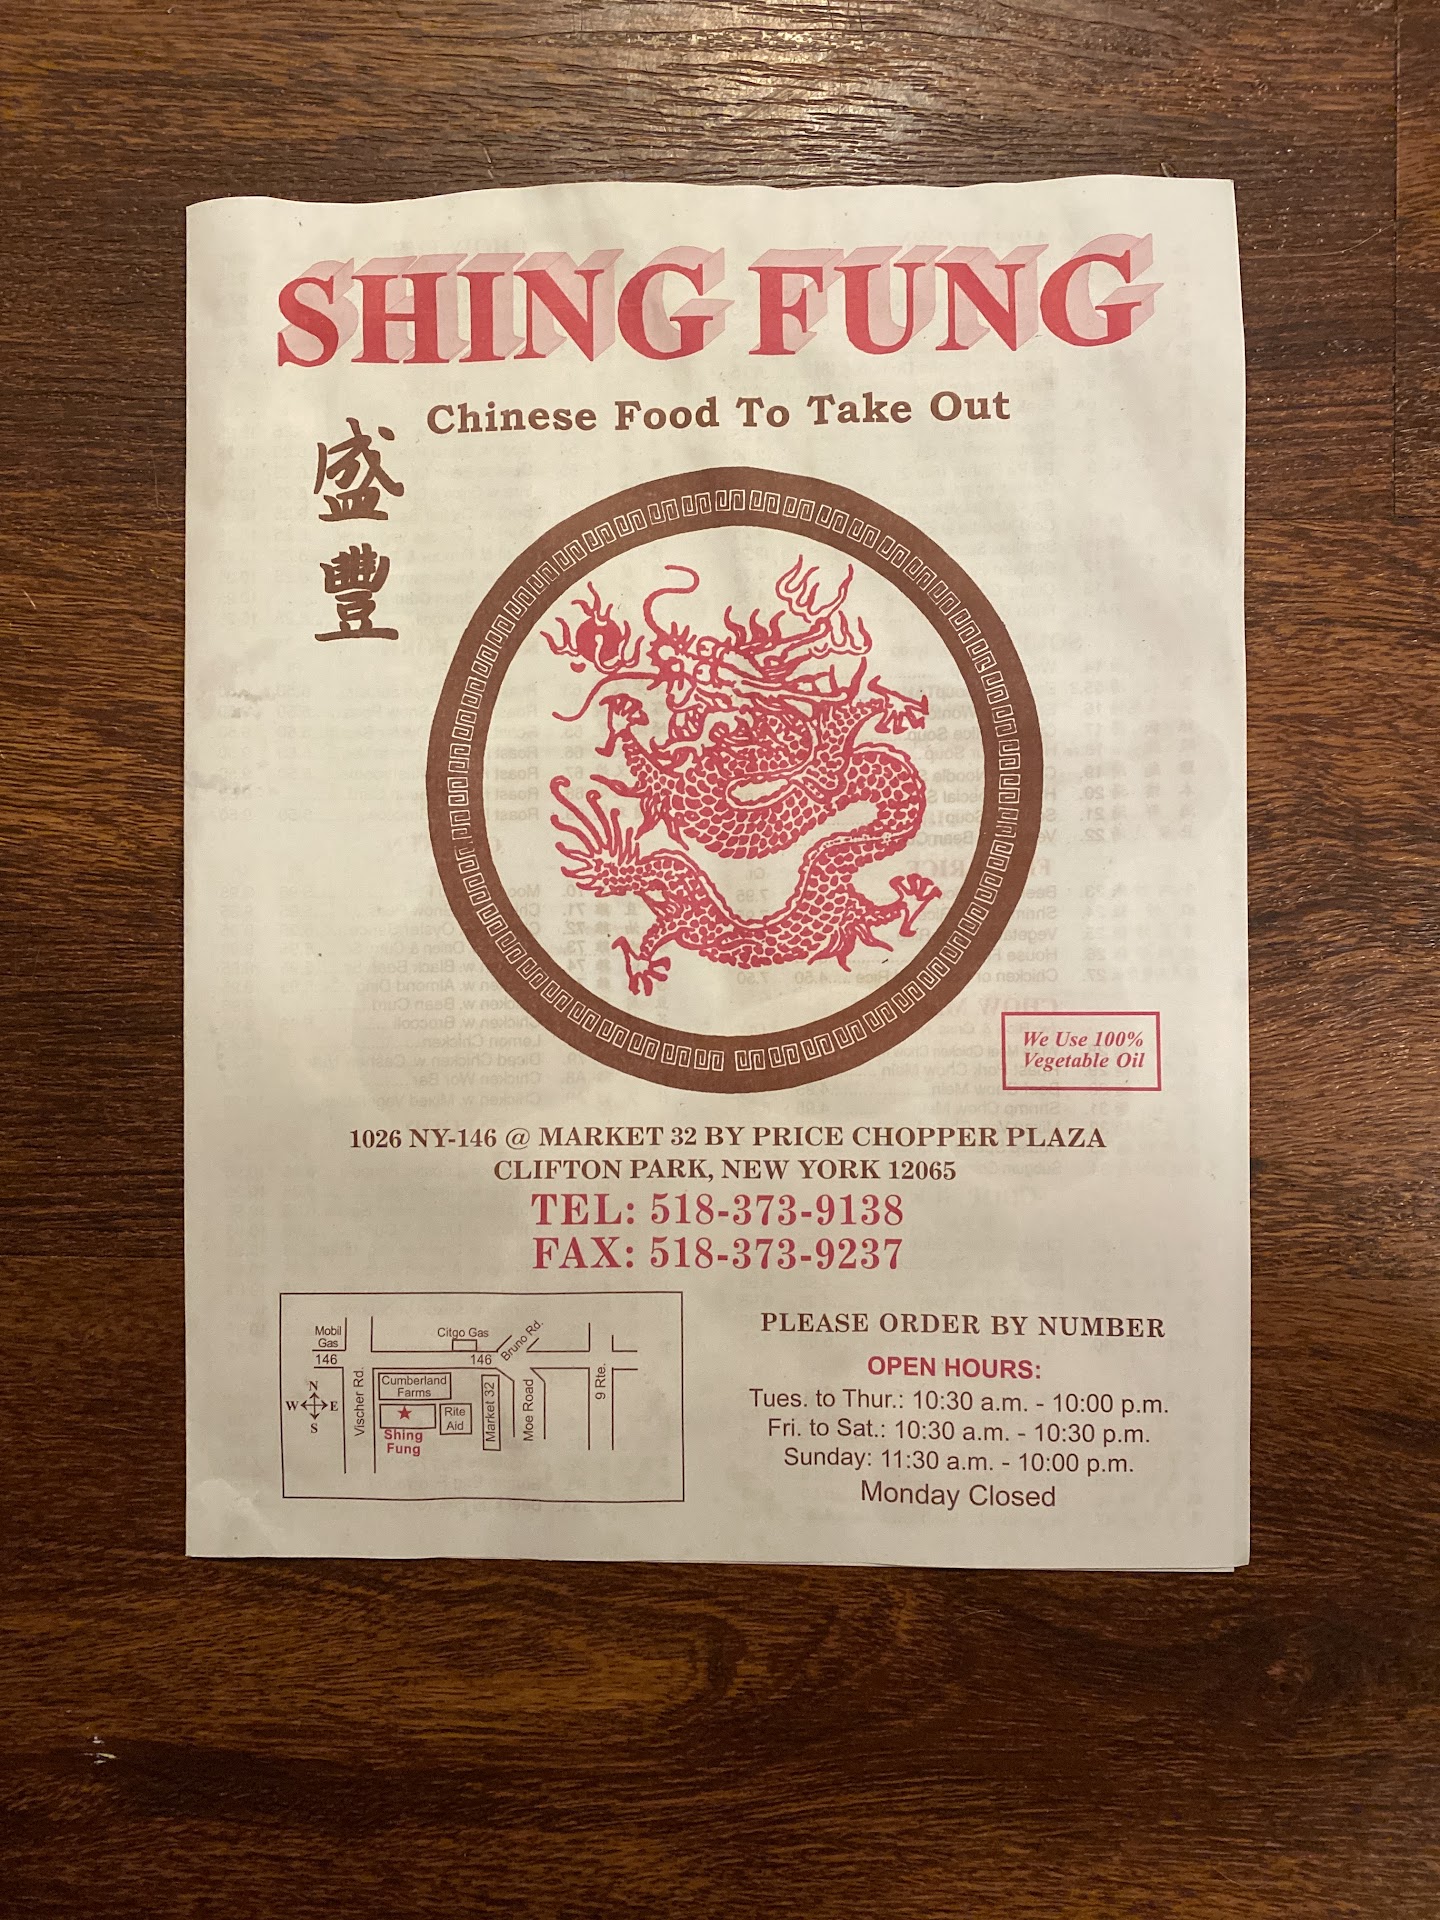 SHING FUNG
Chinese Food To Take Out
盛
豐
We Use 100%
Vegetable Oil
1026 NY-146 @ MARKET 32 BY PRICE CHOPPER PLAZA
CLIFTON PARK, NEW YORK 12065
TEL: 518-373-9138
FAX: 518-373-9237
Mobil
Gas
146
Citgo Gas
146
Bruno Rd.
N
W E
S
Vischer Rd.
Cumberland
Farms
Rite
Aid
Shing
Fung
Market 32
Moe Road
9 Rte.
PLEASE ORDER BY NUMBER
OPEN HOURS:
Tues. to Thur.: 10:30 a.m. - 10:00 p.m.
Fri. to Sat.: 10:30 a.m. - 10:30 p.m.
Sunday: 11:30 a.m. - 10:00 p.m.
Monday Closed